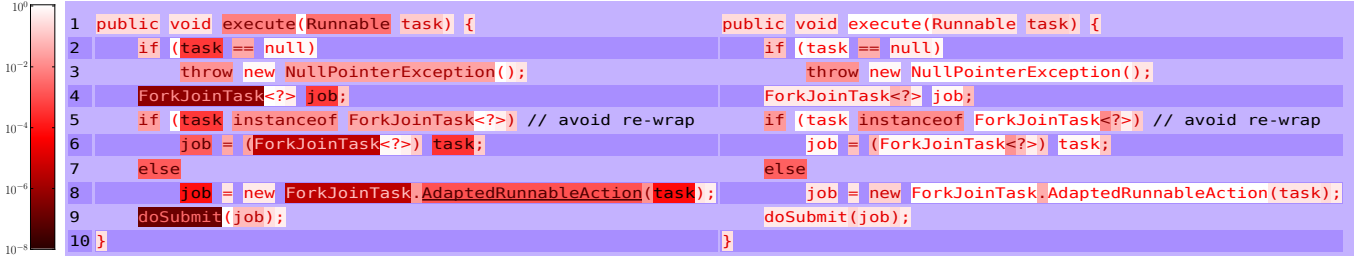 10⁰
10⁻²
10⁻⁴
10⁻⁶
10⁻⁸
1 public void execute(Runnable task) {
2 if (task == null)
3 throw new NullPointerException();
4 ForkJoinTask<?> job;
5 if (task instanceof ForkJoinTask<?>) // avoid re-wrap
6 job = (ForkJoinTask<?>) task;
7 else
8 job = new ForkJoinTask.AdaptedRunnableAction(task);
9 doSubmit(job);
10 }
public void execute(Runnable task) {
if (task == null)
throw new NullPointerException();
ForkJoinTask<?> job;
if (task instanceof ForkJoinTask<?>) // avoid re-wrap
job = (ForkJoinTask<?>) task;
else
job = new ForkJoinTask.AdaptedRunnableAction(task);
doSubmit(job);
}